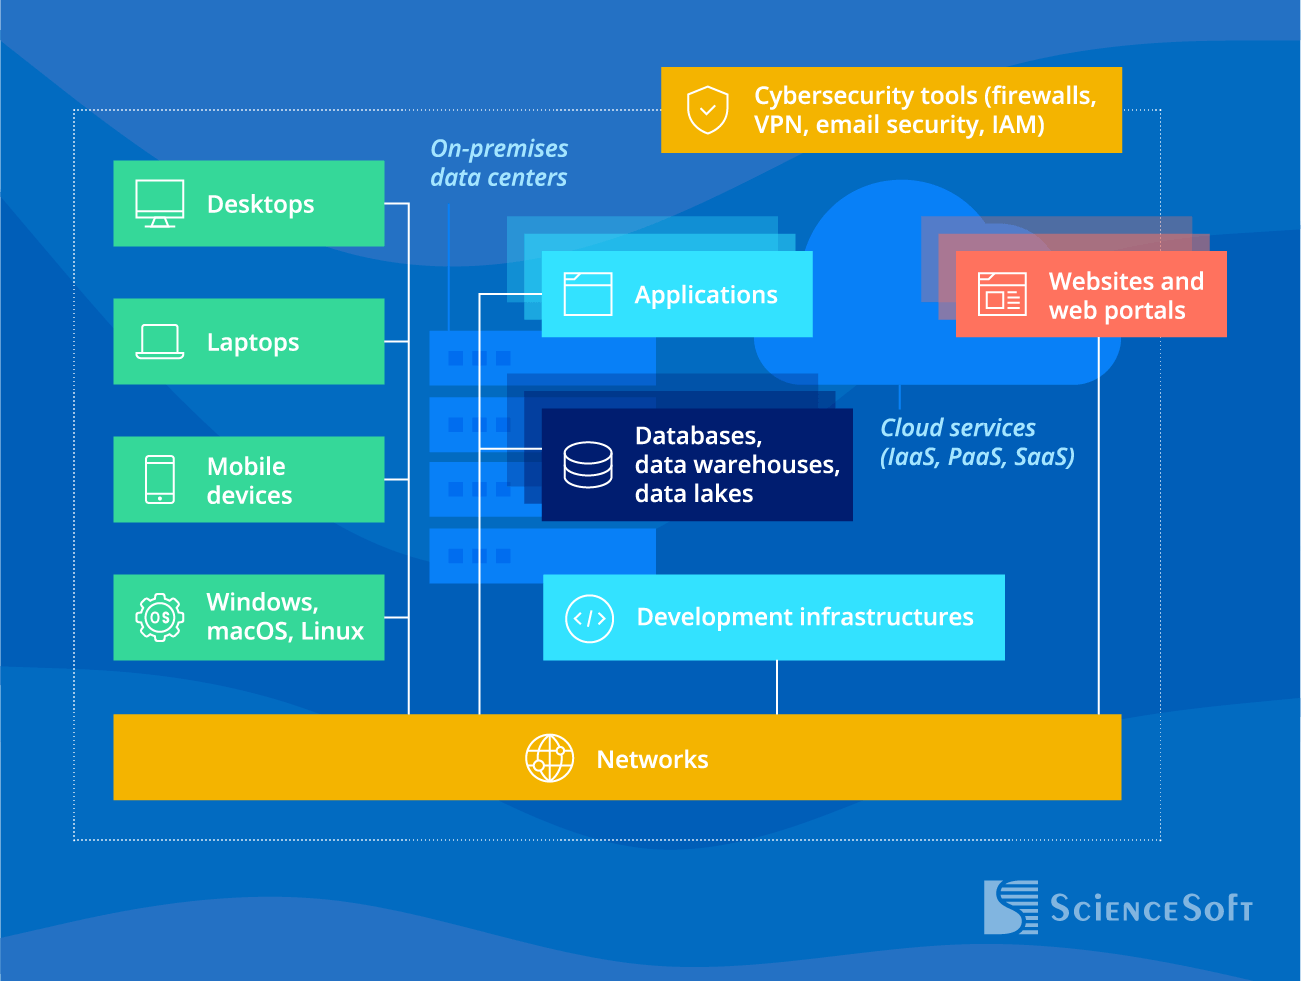 Cybersecurity tools (firewalls,
VPN, email security, IAM)
On-premises
data centers
Desktops
Laptops
Mobile
devices
OS
Windows,
macOS, Linux
Applications
Websites and
web portals
Databases,
data warehouses,
data lakes
Cloud services
(IaaS, PaaS, SaaS)
Development infrastructures
Networks
ScienceSoft